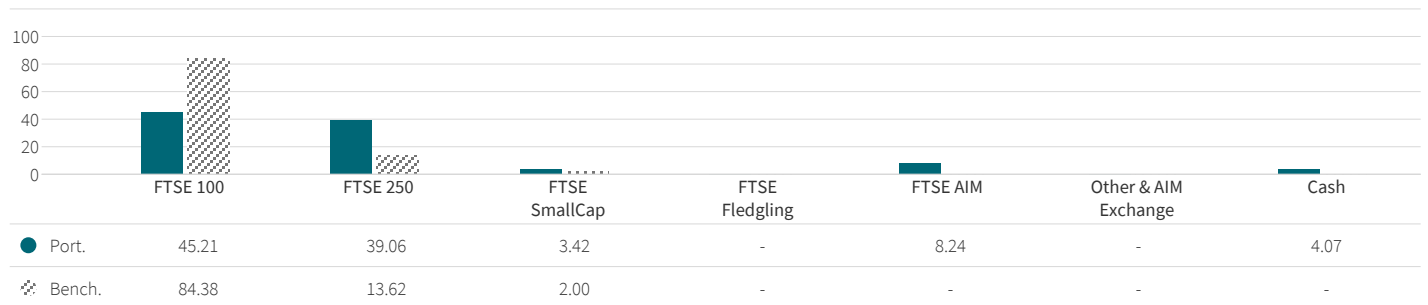 100
80
60
40
20
0
FTSE 100 FTSE 250 FTSE FTSE FTSE AIM Other & AIM Cash
SmallCap Fledgling Exchange
Port. 45.21 39.06 3.42 - 8.24 - 4.07
Bench. 84.38 13.62 2.00 - - - -